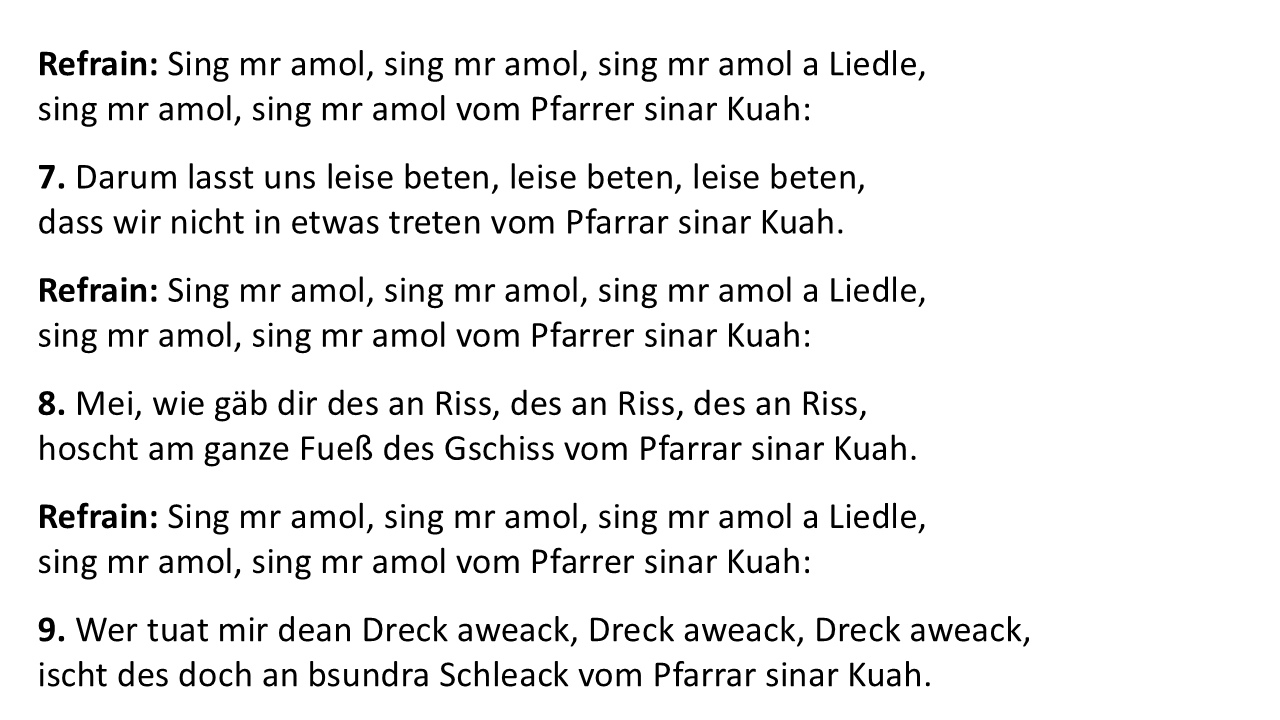 Refrain: Sing mr amol, sing mr amol, sing mr amol a Liedle,
sing mr amol, sing mr amol vom Pfarrer sinar Kuah:
7. Darum lasst uns leise beten, leise beten, leise beten,
dass wir nicht in etwas treten vom Pfarrar sinar Kuah.
Refrain: Sing mr amol, sing mr amol, sing mr amol a Liedle,
sing mr amol, sing mr amol vom Pfarrer sinar Kuah:
8. Mei, wie gäb dir des an Riss, des an Riss, des an Riss,
hoscht am ganze Fueß des Gschiss vom Pfarrar sinar Kuah.
Refrain: Sing mr amol, sing mr amol, sing mr amol a Liedle,
sing mr amol, sing mr amol vom Pfarrer sinar Kuah:
9. Wer tuat mir dean Dreck aweack, Dreck aweack, Dreck aweack,
ischt des doch an bsundra Schleack vom Pfarrar sinar Kuah.